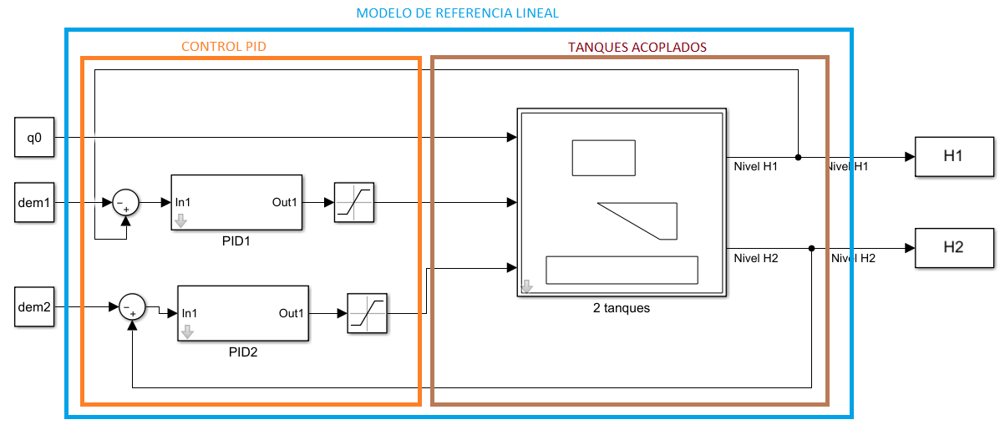 MODELO DE REFERENCIA LINEAL
CONTROL PID
TANQUES ACOPLADOS
q0
Nivel H1
Nivel H1
H1
dem1
In1
Out1
PID1
Nivel H2
Nivel H2
H2
2 tanques
dem2
In1
Out1
PID2